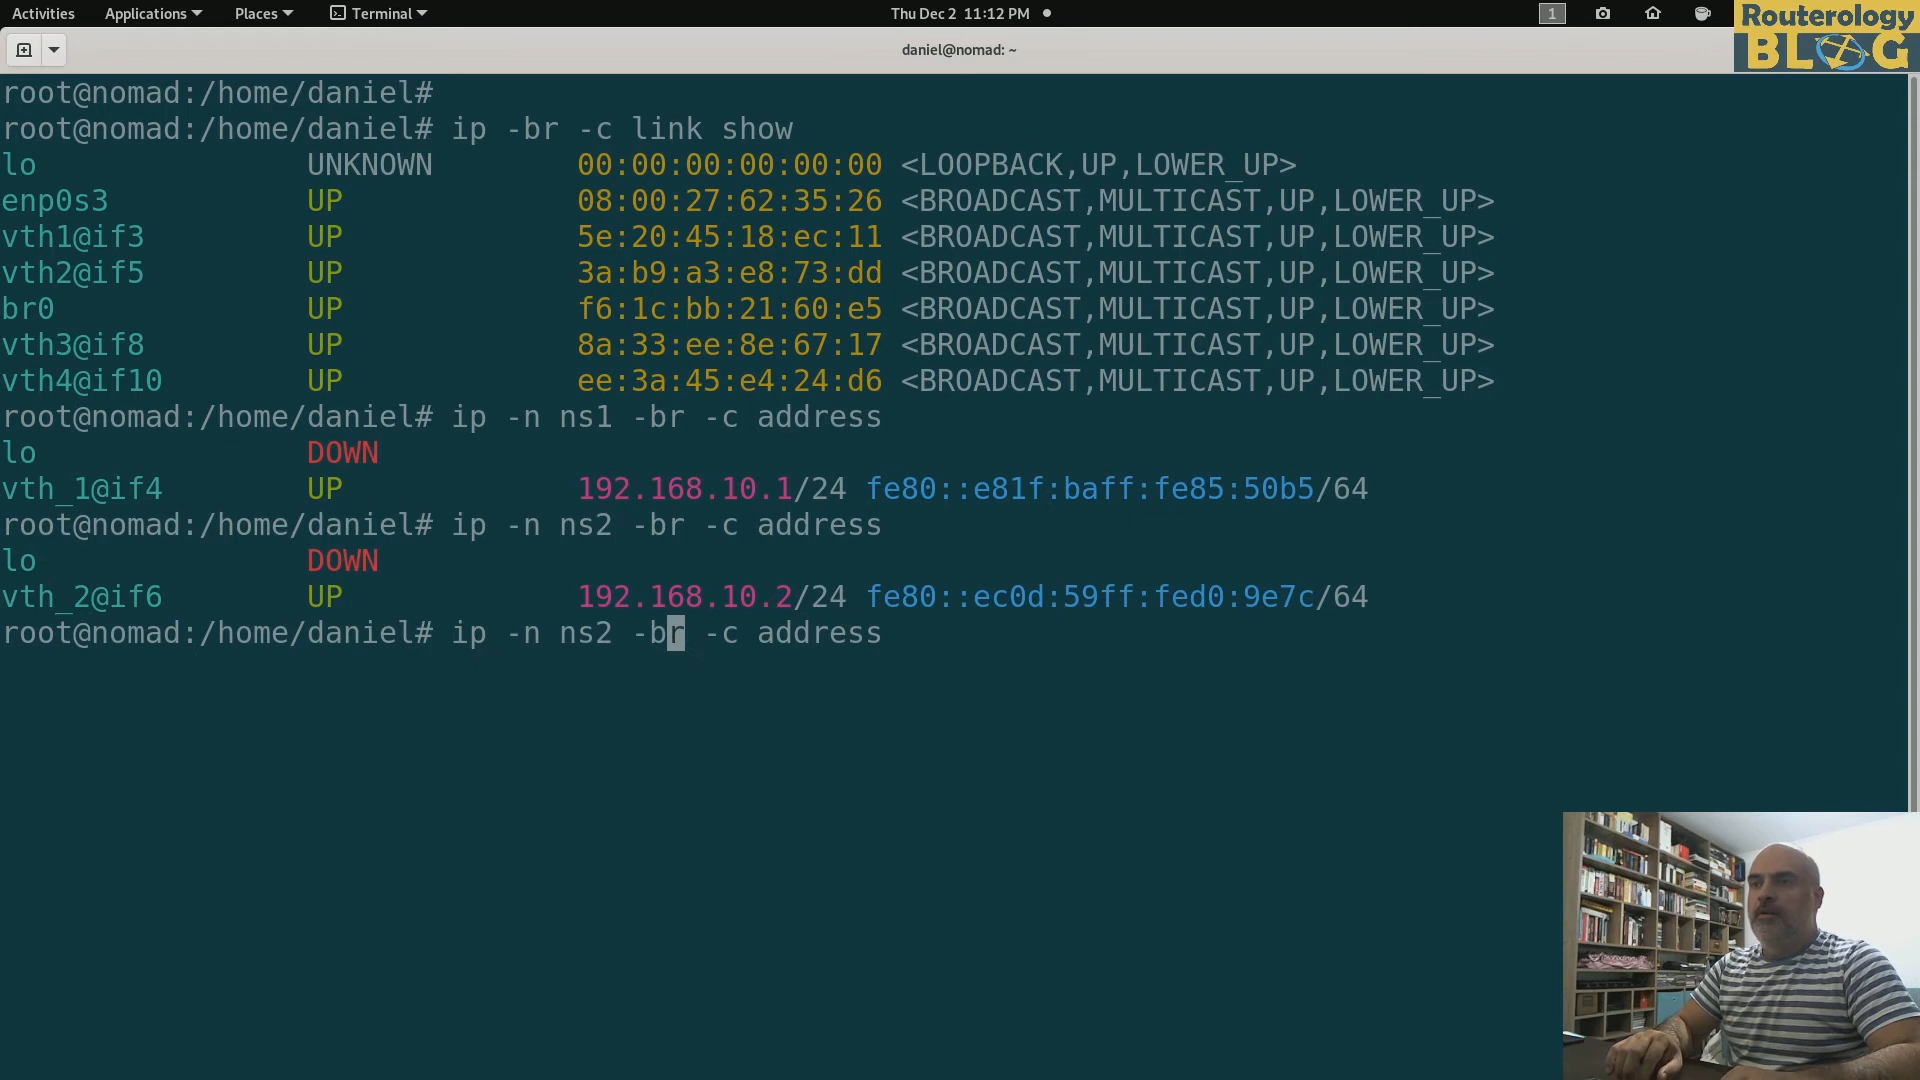 Activities Applications Places Terminal Thu Dec 2 11:12 PM 1
Routerology
BLOG
daniel@nomad: ~
root@nomad:/home/daniel#
root@nomad:/home/daniel# ip -br -c link show
lo UNKNOWN 00:00:00:00:00:00 <LOOPBACK,UP,LOWER_UP>
enp0s3 UP 08:00:27:62:35:26 <BROADCAST,MULTICAST,UP,LOWER_UP>
vth1@if3 UP 5e:20:45:18:ec:11 <BROADCAST,MULTICAST,UP,LOWER_UP>
vth2@if5 UP 3a:b9:a3:e8:73:dd <BROADCAST,MULTICAST,UP,LOWER_UP>
br0 UP f6:1c:bb:21:60:e5 <BROADCAST,MULTICAST,UP,LOWER_UP>
vth3@if8 UP 8a:33:ee:8e:67:17 <BROADCAST,MULTICAST,UP,LOWER_UP>
vth4@if10 UP ee:3a:45:e4:24:d6 <BROADCAST,MULTICAST,UP,LOWER_UP>
root@nomad:/home/daniel# ip -n ns1 -br -c address
lo DOWN
vth_1@if4 UP 192.168.10.1/24 fe80::e81f:baff:fe85:50b5/64
root@nomad:/home/daniel# ip -n ns2 -br -c address
lo DOWN
vth_2@if6 UP 192.168.10.2/24 fe80::ec0d:59ff:fed0:9e7c/64
root@nomad:/home/daniel# ip -n ns2 -br -c address